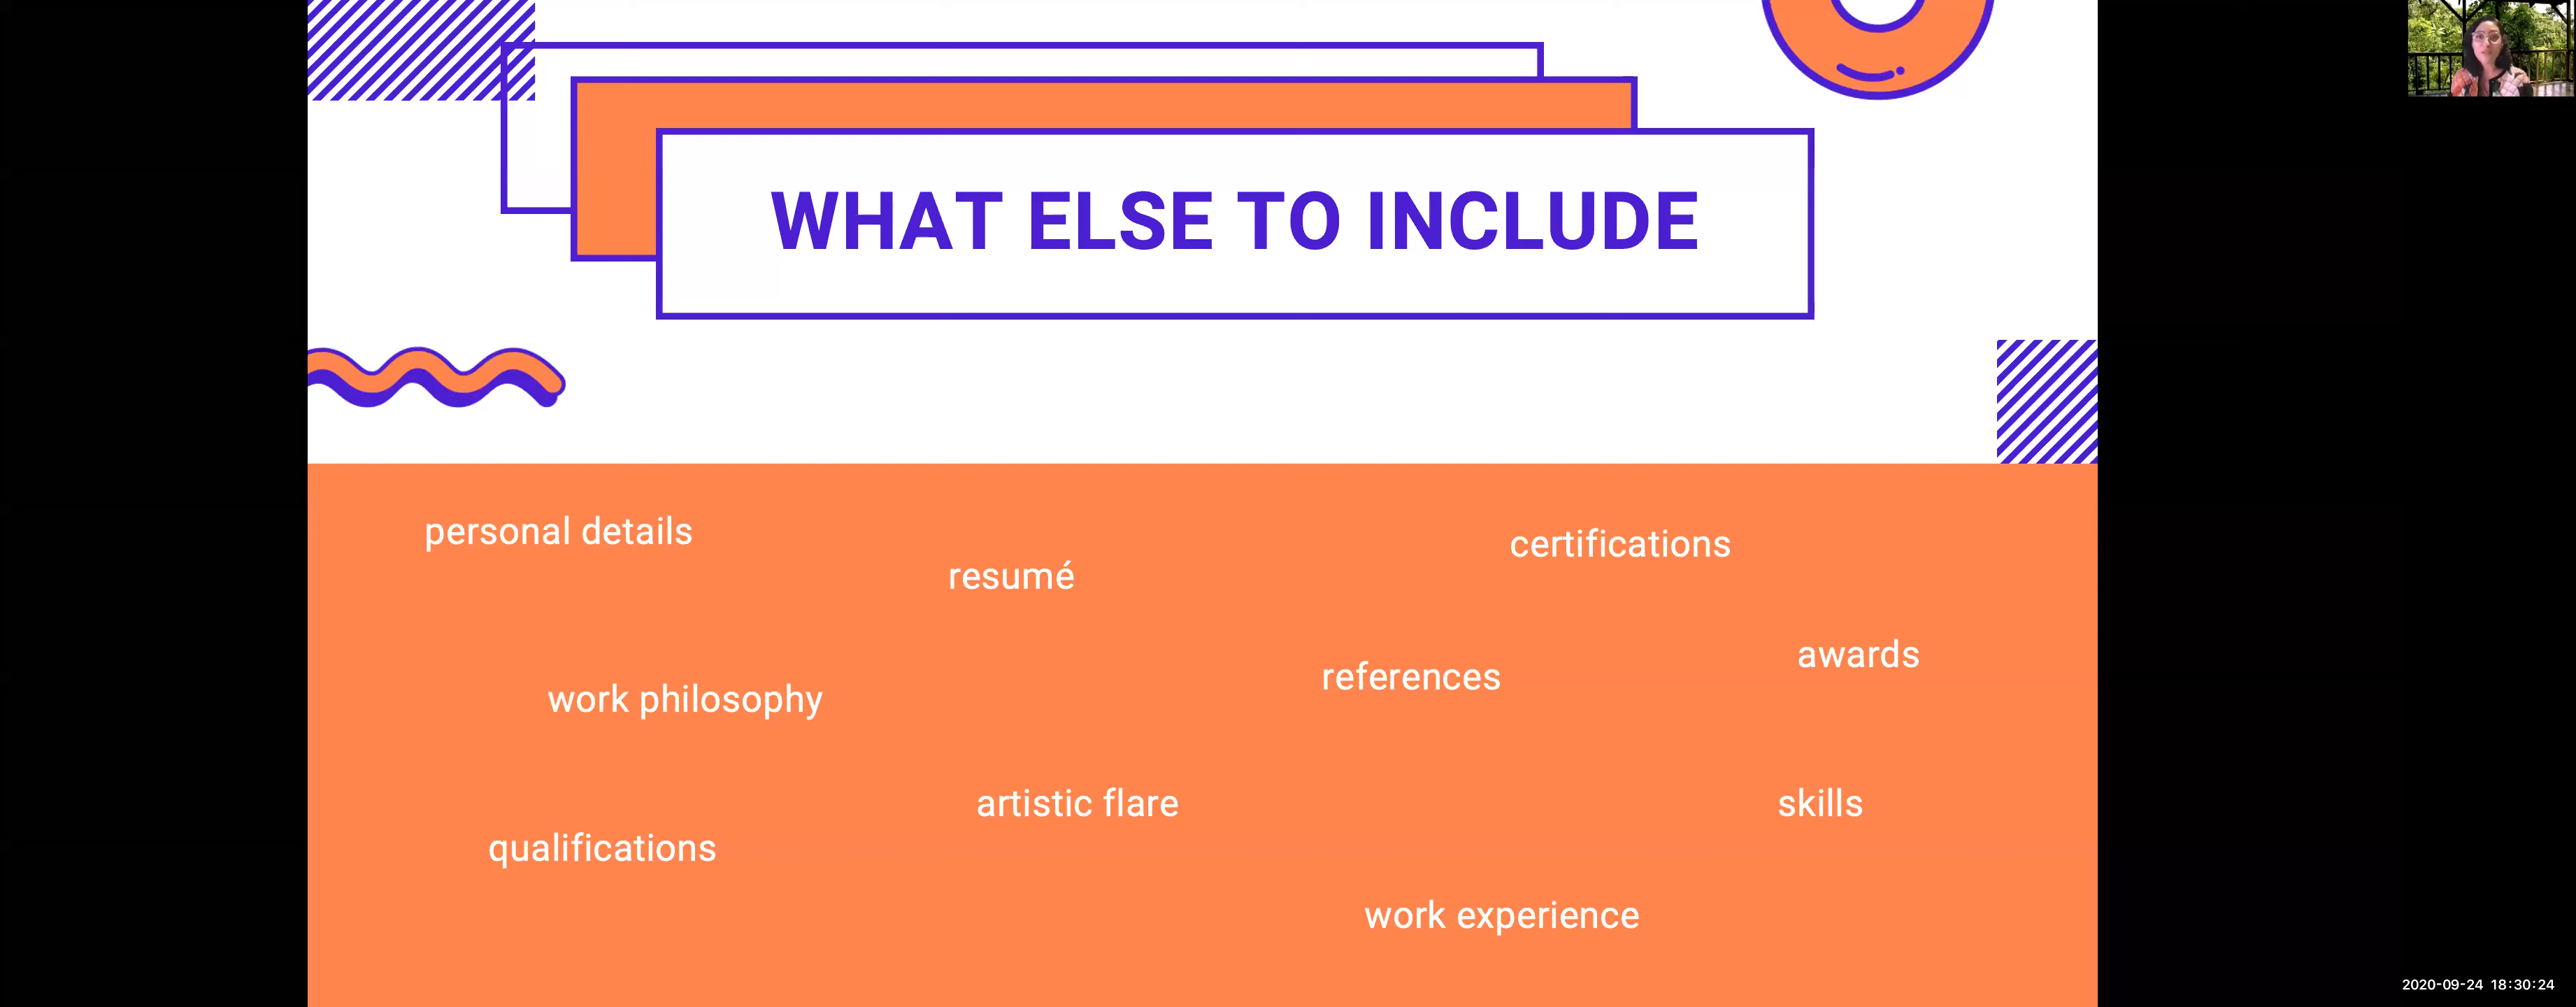 WHAT ELSE TO INCLUDE
personal details
certifications
resumé
awards
references
work philosophy
artistic flare
skills
qualifications
work experience
2020-09-24 18:30:24